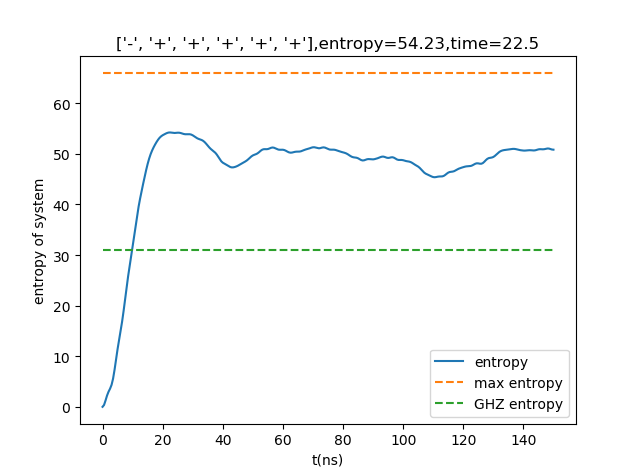 ['-', '+', '+', '+', '+', '+'],entropy=54.23,time=22.5
entropy of system
60
50
40
30
20
10
0
entropy
max entropy
GHZ entropy
0 20 40 60 80 100 120 140
t(ns)